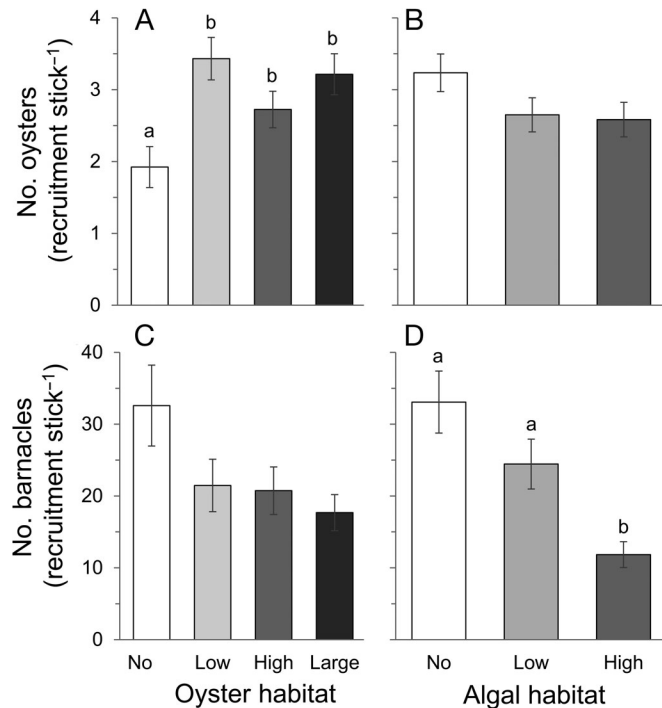 A
B
4
3
2
1
0
No. oysters
(recruitment stick–1)
a
b
b
b
C
D
40
30
20
10
0
No. barnacles
(recruitment stick–1)
a
a
b
No Low High Large
No Low High
Oyster habitat
Algal habitat